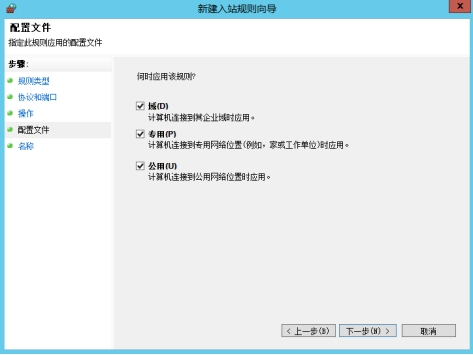 新建入站规则向导
x
配置文件
指定此规则应用的配置文件
步骤:
规则类型
协议和端口
操作
配置文件
名称
何时应用该规则?
域(D)
计算机连接到其企业域时应用。
专用(P)
计算机连接到专用网络位置(例如，家或工作单位)时应用。
公用(U)
计算机连接到公用网络位置时应用。
< 上一步(B)
下一步(N) >
取消